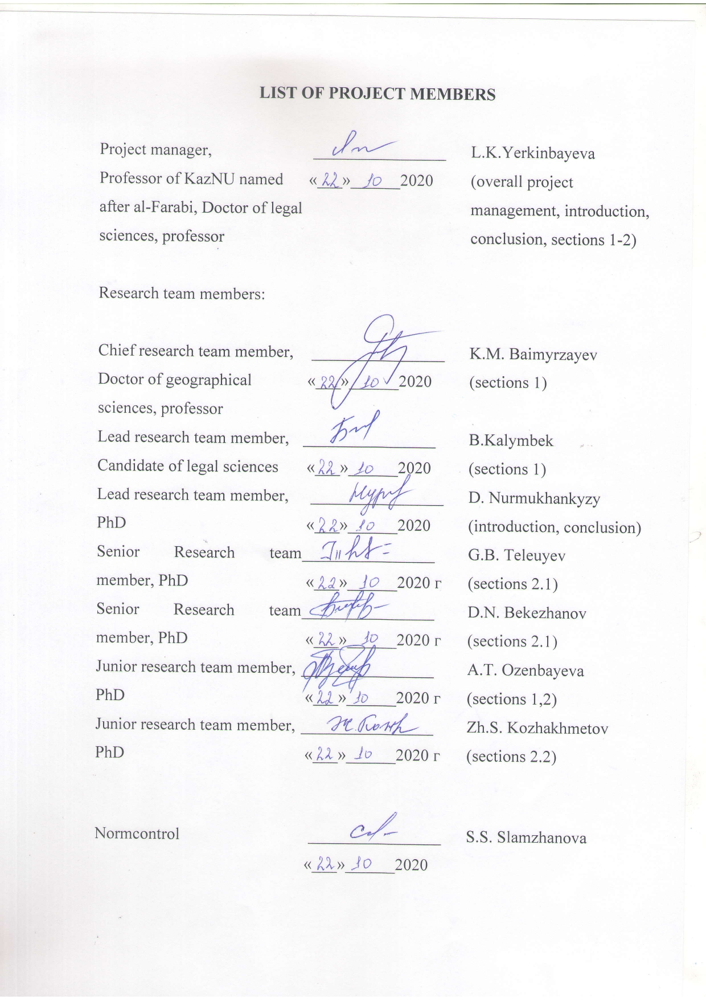 LIST OF PROJECT MEMBERS
Project manager, L.K.Yerkinbayeva
Professor of KazNU named «22» 10 2020 (overall project
after al-Farabi, Doctor of legal management, introduction,
sciences, professor conclusion, sections 1-2)
Research team members:
Chief research team member, K.M. Baimyrzayev
Doctor of geographical «22» 10 2020 (sections 1)
sciences, professor
Lead research team member, B.Kalymbek
Candidate of legal sciences «22» 10 2020 (sections 1)
Lead research team member, D. Nurmukhankyzy
PhD «22» 10 2020 (introduction, conclusion)
Senior Research team G.B. Teleuyev
member, PhD «22» 10 2020 г (sections 2.1)
Senior Research team D.N. Bekezhanov
member, PhD «22» 10 2020 г (sections 2.1)
Junior research team member, A.T. Ozenbayeva
PhD «22» 10 2020 г (sections 1,2)
Junior research team member, Zh.S. Kozhakhmetov
PhD «22» 10 2020 г (sections 2.2)
Normcontrol S.S. Slamzhanova
«22» 10 2020